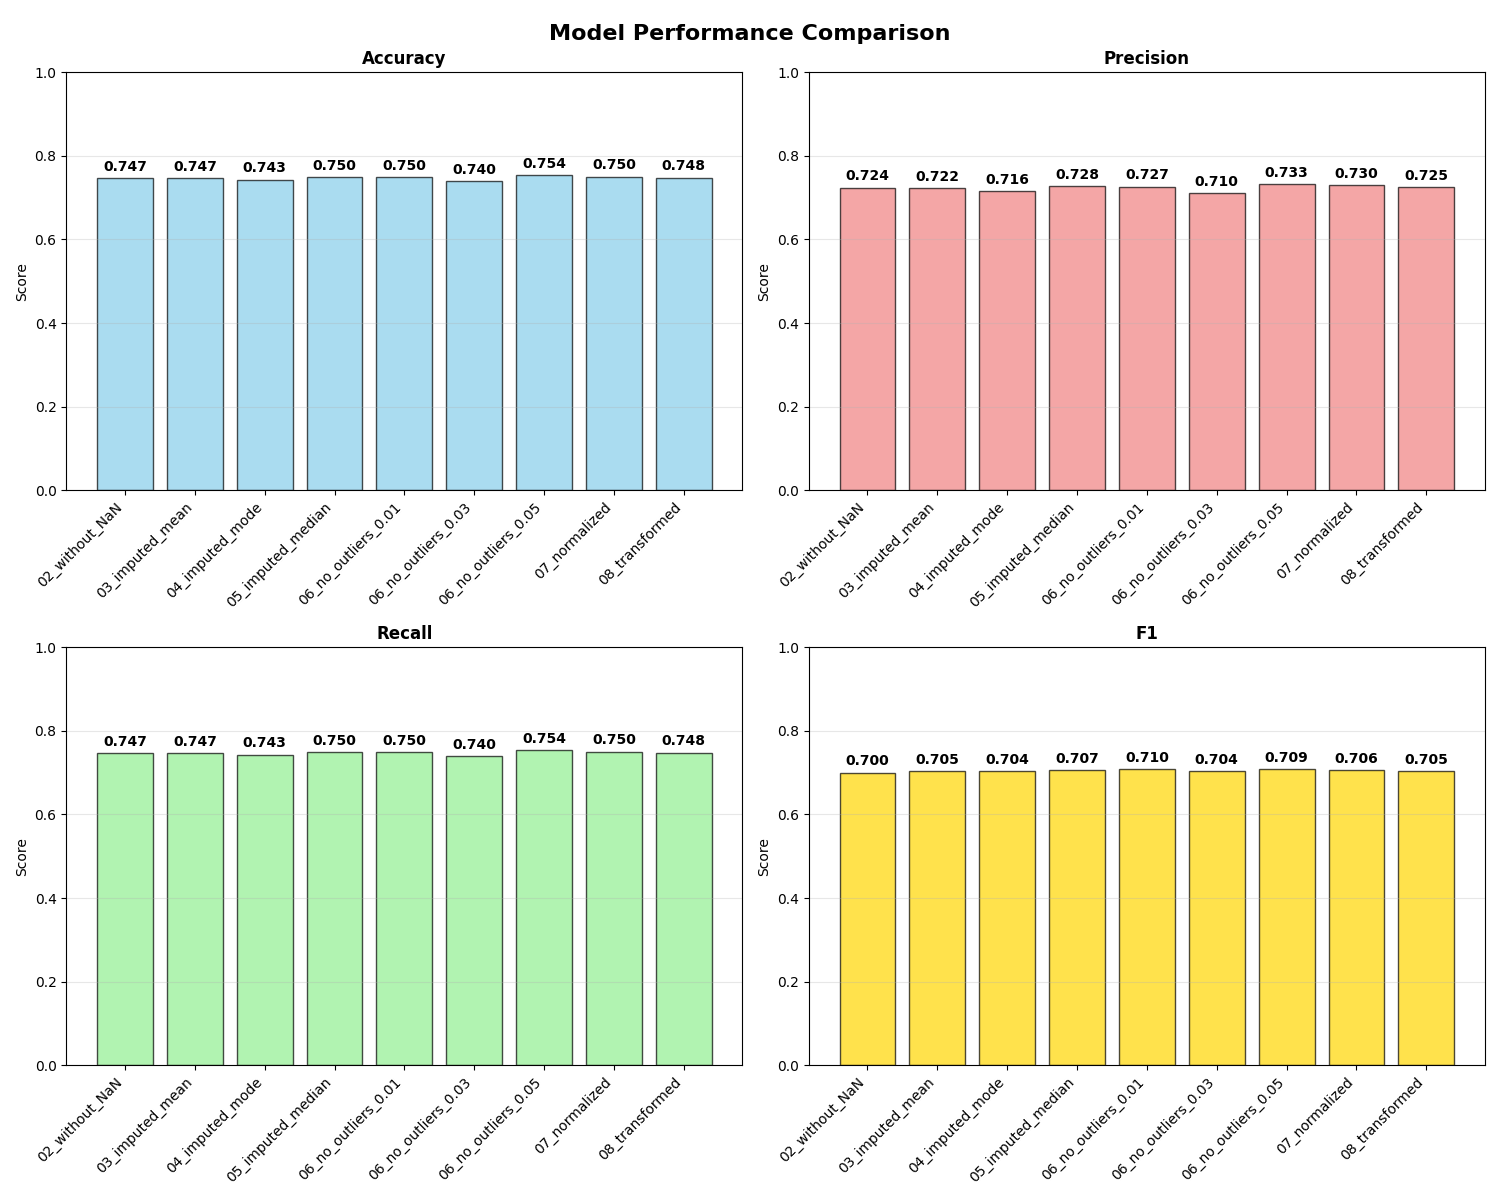 Model Performance Comparison
Accuracy
1.0
0.8
0.6
0.4
0.2
0.0
Score
0.747
0.747
0.743
0.750
0.750
0.740
0.754
0.750
0.748
02_without_NaN
03_imputed_mean
04_imputed_mode
05_imputed_median
06_no_outliers_0.01
06_no_outliers_0.03
06_no_outliers_0.05
07_normalized
08_transformed
Precision
1.0
0.8
0.6
0.4
0.2
0.0
Score
0.724
0.722
0.716
0.728
0.727
0.710
0.733
0.730
0.725
02_without_NaN
03_imputed_mean
04_imputed_mode
05_imputed_median
06_no_outliers_0.01
06_no_outliers_0.03
06_no_outliers_0.05
07_normalized
08_transformed
Recall
1.0
0.8
0.6
0.4
0.2
0.0
Score
0.747
0.747
0.743
0.750
0.750
0.740
0.754
0.750
0.748
02_without_NaN
03_imputed_mean
04_imputed_mode
05_imputed_median
06_no_outliers_0.01
06_no_outliers_0.03
06_no_outliers_0.05
07_normalized
08_transformed
F1
1.0
0.8
0.6
0.4
0.2
0.0
Score
0.700
0.705
0.704
0.707
0.710
0.704
0.709
0.706
0.705
02_without_NaN
03_imputed_mean
04_imputed_mode
05_imputed_median
06_no_outliers_0.01
06_no_outliers_0.03
06_no_outliers_0.05
07_normalized
08_transformed